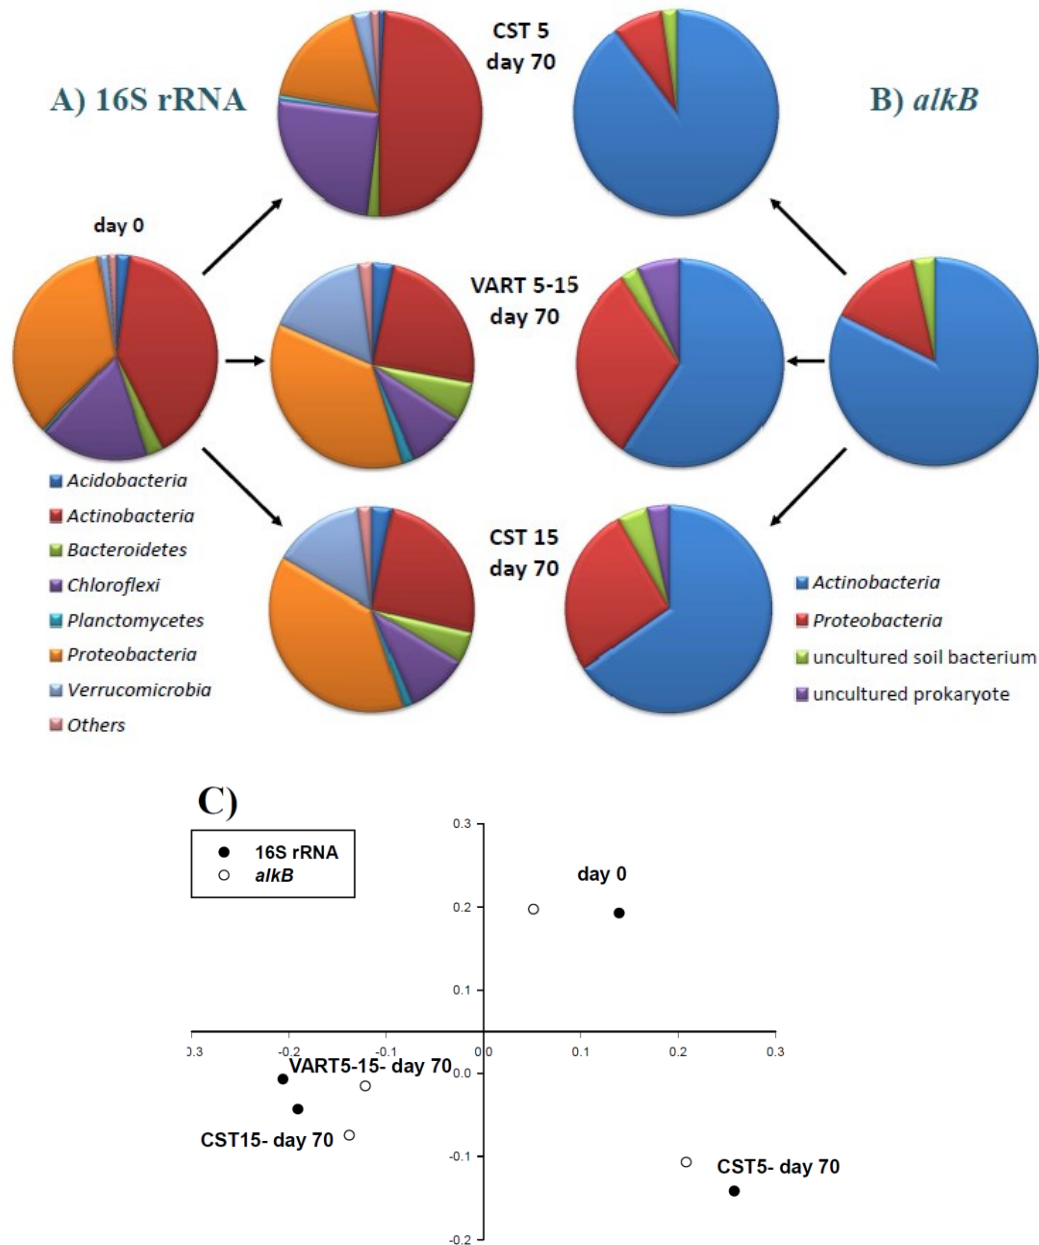 CST 5
day 70
A) 16S rRNA
B) alkB
day 0
VART 5-15
day 70
CST 15
day 70
Acidobacteria
Actinobacteria
Bacteroidetes
Chloroflexi
Planctomycetes
Proteobacteria
Verrucomicrobia
Others
Actinobacteria
Proteobacteria
uncultured soil bacterium
uncultured prokaryote
C)
16S rRNA
alkB
0.3
day 0
0.2
0.1
0.3 -0.2 -0.1 0.0 0.1 0.2 0.3
VART5-15- day 70
0.0
CST15- day 70
-0.1
CST5- day 70
-0.2